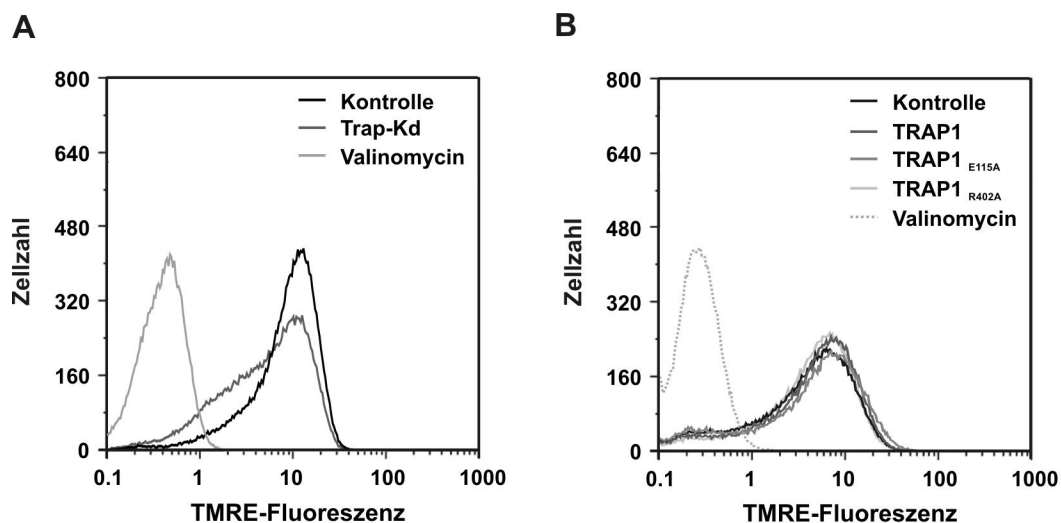 A
800
640
480
320
160
0
Zellzahl
0.1 1 10 100 1000
TMRE-Fluoreszenz
Kontrolle
Trap-Kd
Valinomycin
B
800
640
480
320
160
0
Zellzahl
0.1 1 10 100 1000
TMRE-Fluoreszenz
Kontrolle
TRAP1
TRAP1 E115A
TRAP1 R402A
Valinomycin